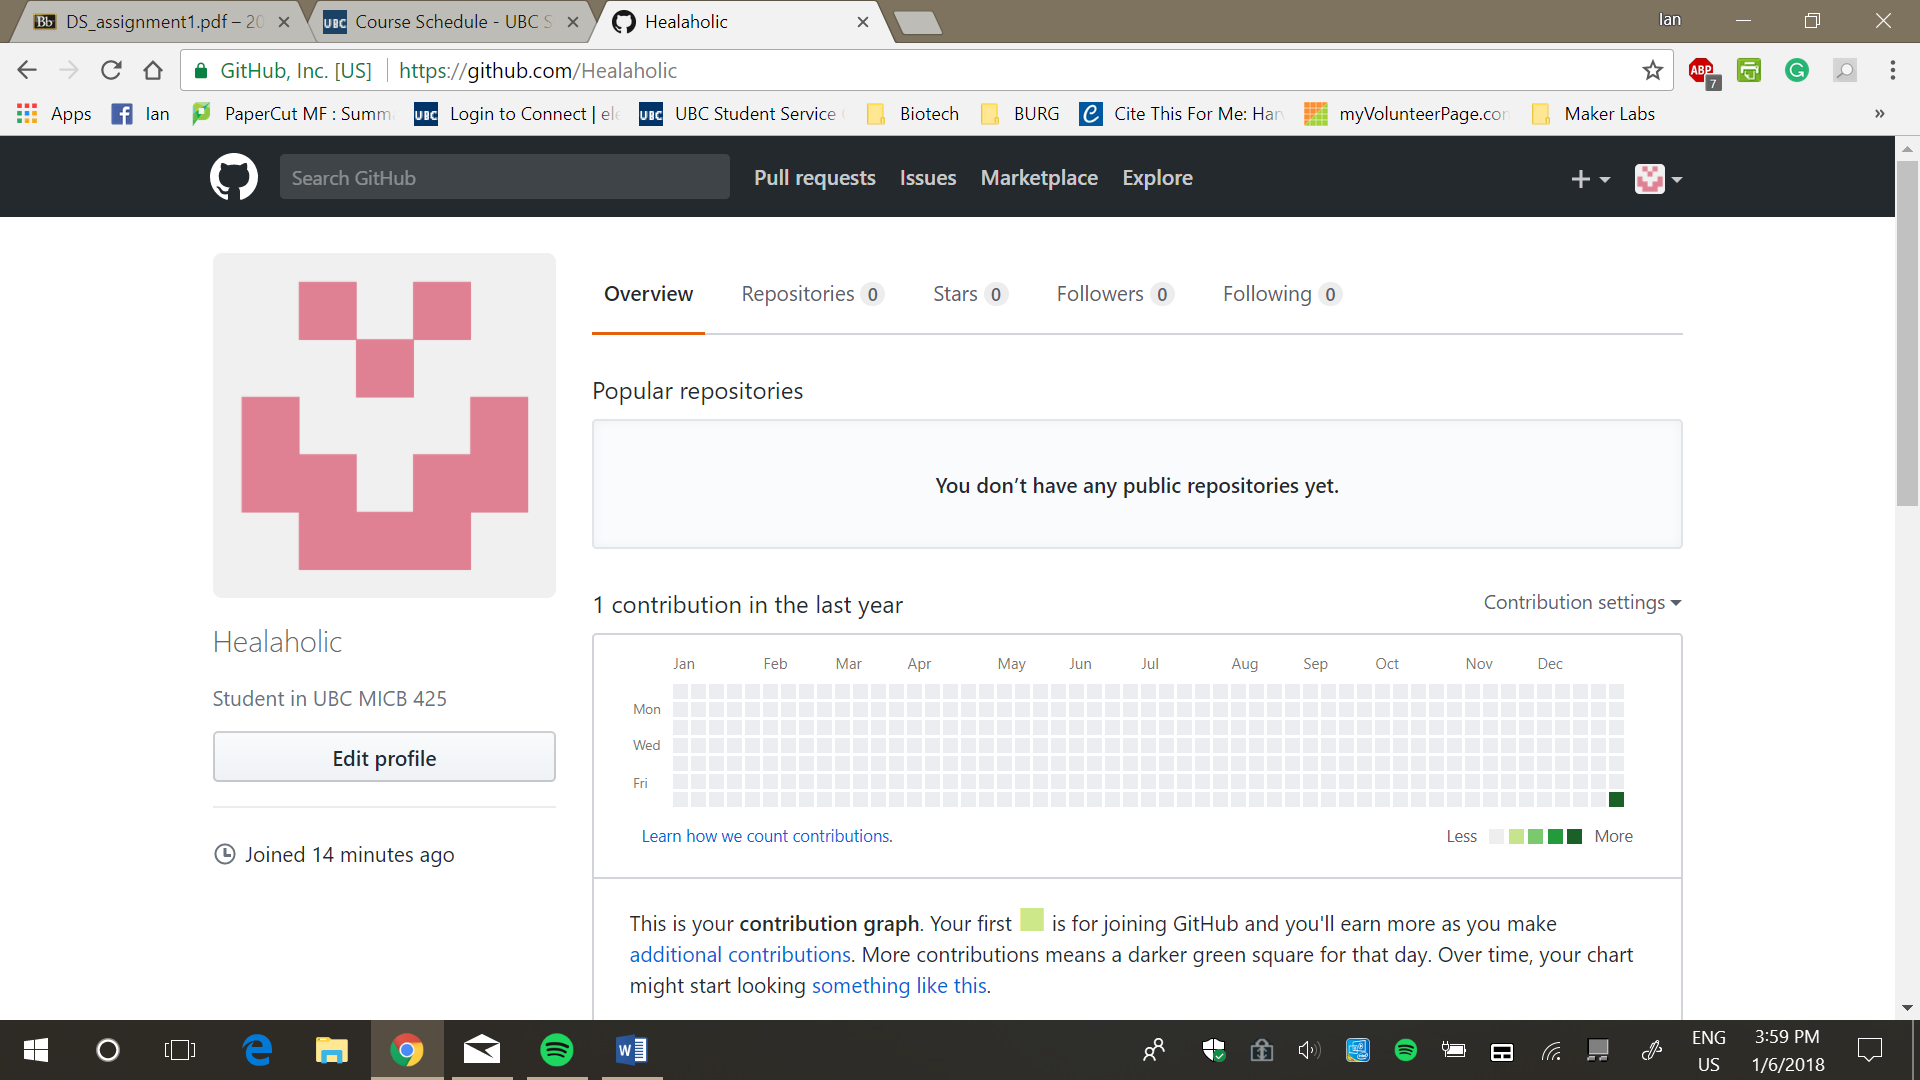 Bb DS_assignment1.pdf – 20
UBC Course Schedule - UBC S
Healaholic
Ian
GitHub, Inc. [US] https://github.com/Healaholic
ABP 7
Apps
Ian
PaperCut MF : Summ
UBC Login to Connect | el
UBC UBC Student Service
Biotech
BURG
Cite This For Me: Har
myVolunteerPage.co
Maker Labs
»
Search GitHub
Pull requests Issues Marketplace Explore
Overview Repositories 0 Stars 0 Followers 0 Following 0
Popular repositories
You don’t have any public repositories yet.
1 contribution in the last year
Contribution settings
Healaholic
Student in UBC MICB 425
Edit profile
Joined 14 minutes ago
Jan Feb Mar Apr May Jun Jul Aug Sep Oct Nov Dec
Mon
Wed
Fri
Learn how we count contributions.
Less More
This is your contribution graph. Your first is for joining GitHub and you'll earn more as you make
additional contributions. More contributions means a darker green square for that day. Over time, your chart
might start looking something like this.
ENG
US
3:59 PM
1/6/2018